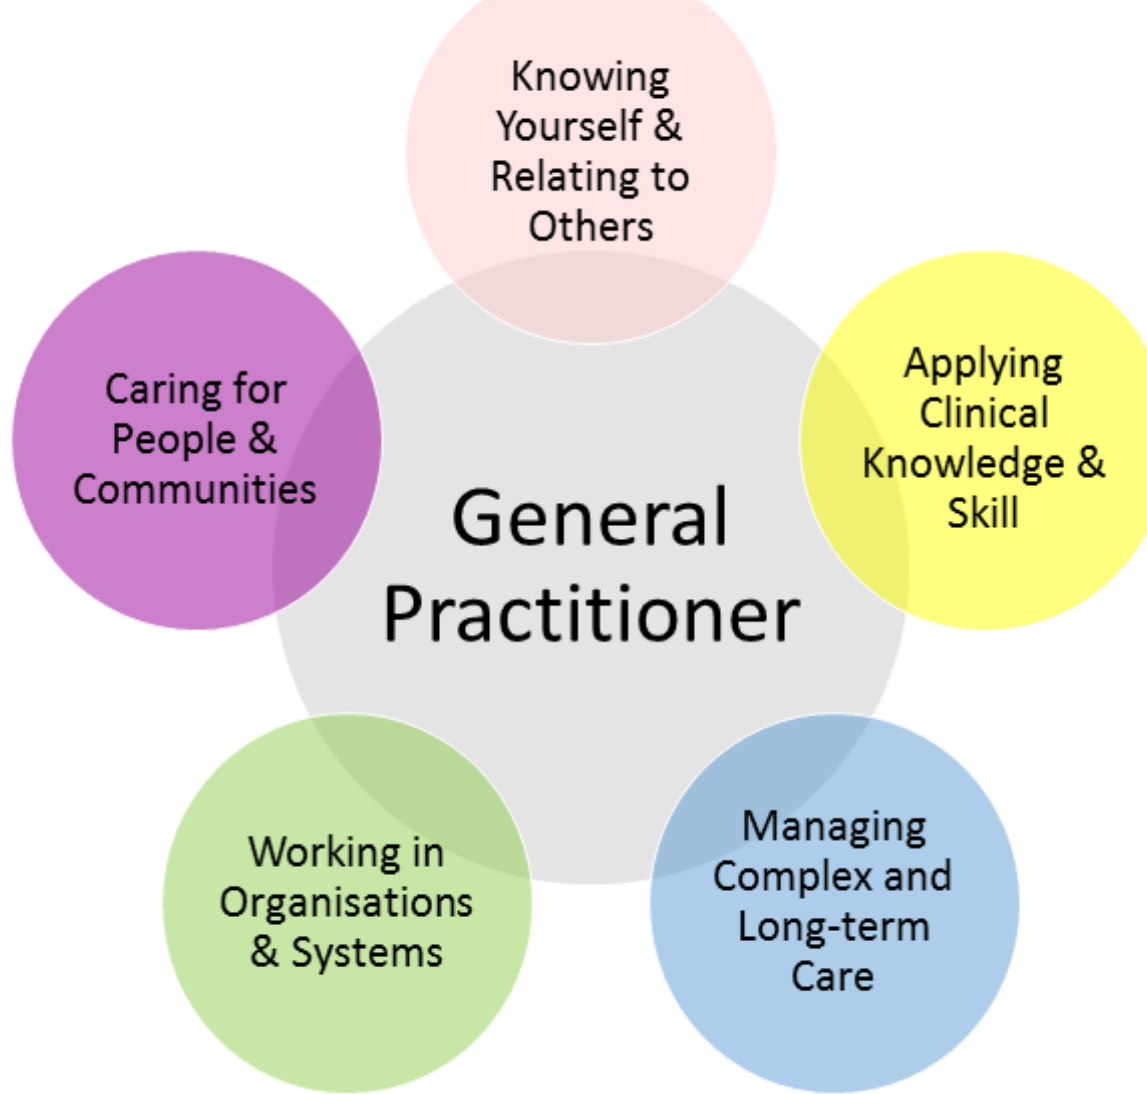 Knowing
Yourself &
Relating to
Others
Applying
Clinical
Knowledge &
Skill
Caring for
People &
Communities
General
Practitioner
Managing
Complex and
Long-term
Care
Working in
Organisations
& Systems